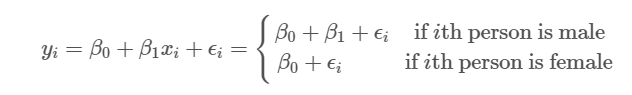 yᵢ = β₀ + β₁xᵢ + ϵᵢ = { β₀ + β₁ + ϵᵢ if ith person is male
β₀ + ϵᵢ if ith person is female